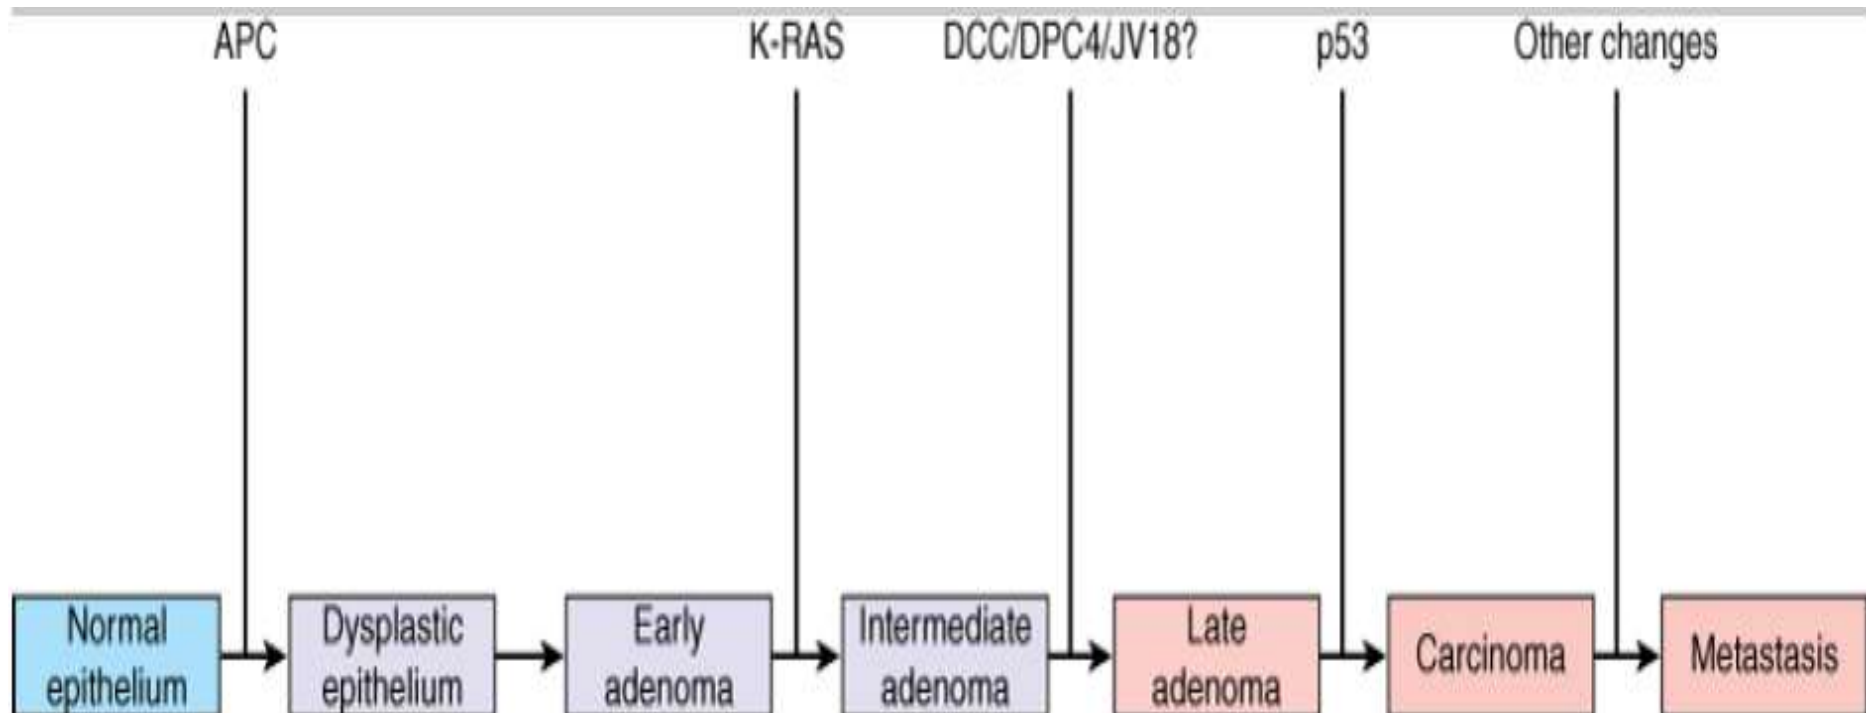 APC
K-RAS
DCC/DPC4/JV18?
p53
Other changes
Normal
epithelium
Dysplastic
epithelium
Early
adenoma
Intermediate
adenoma
Late
adenoma
Carcinoma
Metastasis